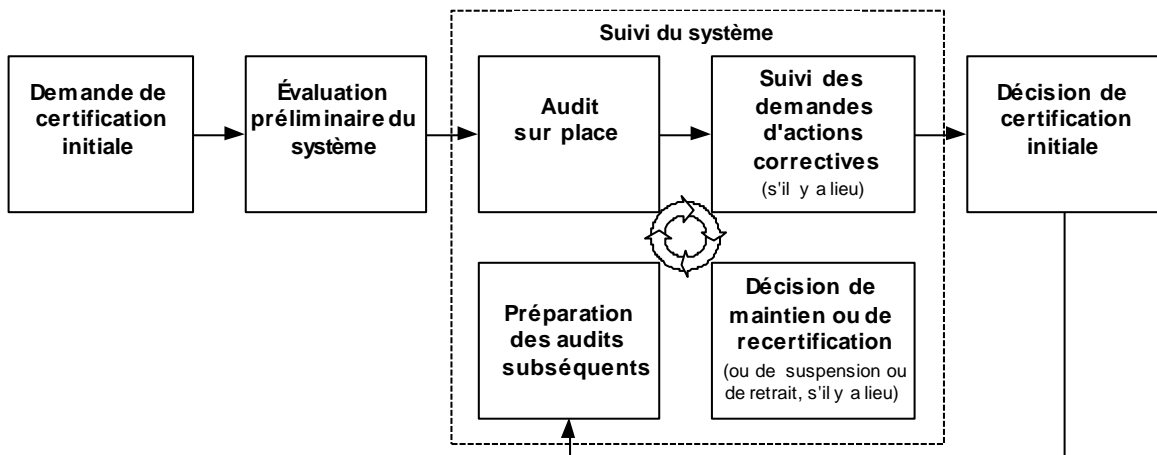 Suivi du système
Demande de
certification
initiale
Évaluation
préliminaire du
système
Audit
sur place
Suivi des
demandes
d'actions
correctives
(s'il y a lieu)
Décision de
certification
initiale
Préparation
des audits
subséquents
Décision de
maintien ou de
recertification
(ou de suspension ou
de retrait, s'il y a lieu)